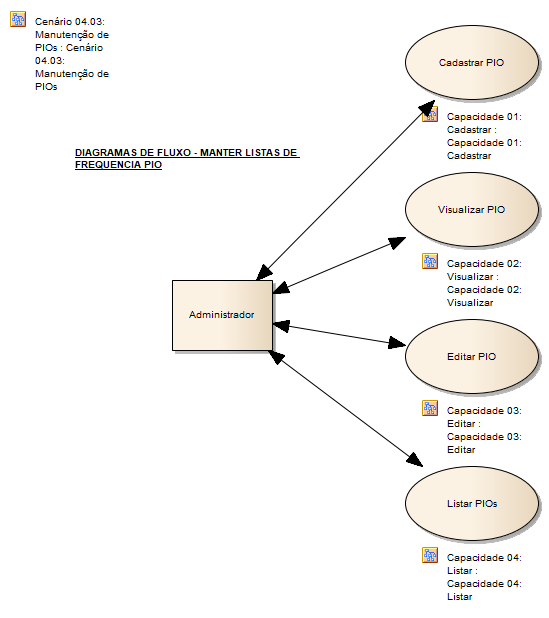 Cenário 04.03:
Manutenção de
PIOs : Cenário
04.03:
Manutenção de
PIOs
Cadastrar PIO
Capacidade 01:
Cadastrar :
Capacidade 01:
Cadastrar
DIAGRAMAS DE FLUXO - MANTER LISTAS DE
FREQUENCIA PIO
Visualizar PIO
Capacidade 02:
Visualizar :
Capacidade 02:
Visualizar
Administrador
Editar PIO
Capacidade 03:
Editar :
Capacidade 03:
Editar
Listar PIOs
Capacidade 04:
Listar :
Capacidade 04:
Listar